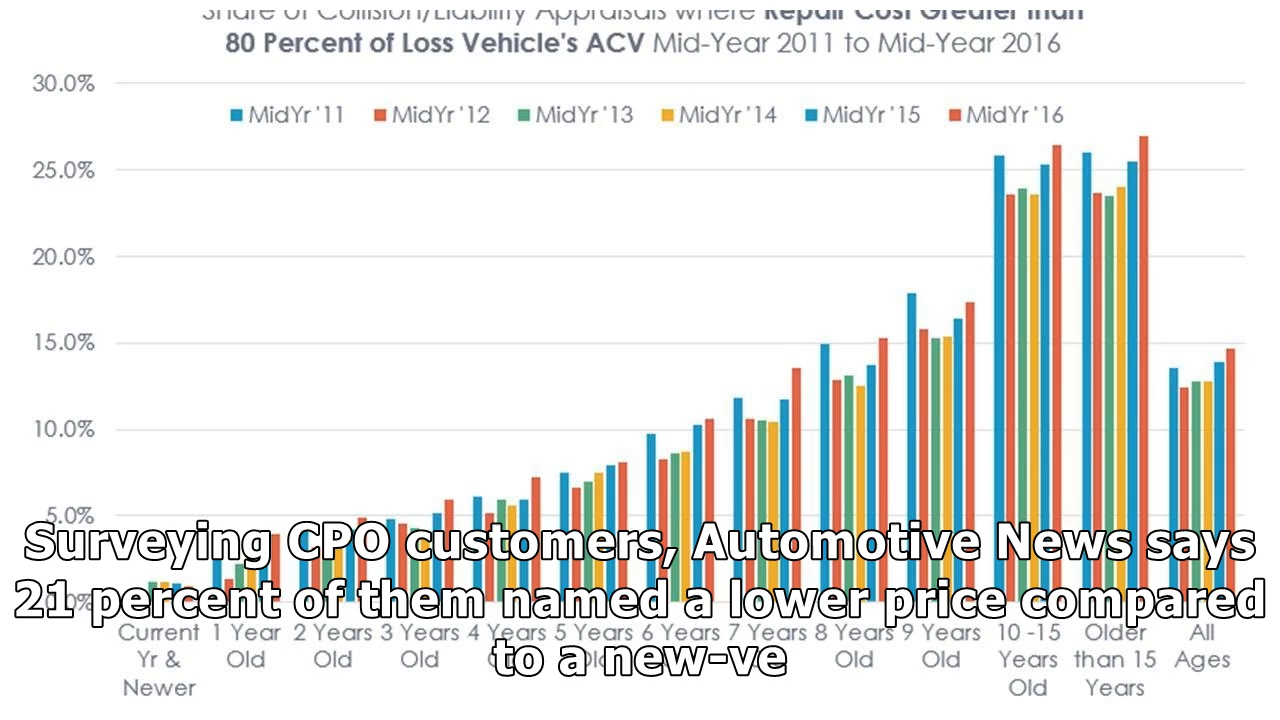 Share of Collision/Liability Appraisals where Repair Cost Greater than
80 Percent of Loss Vehicle's ACV Mid-Year 2011 to Mid-Year 2016
30.0%
MidYr '11 MidYr '12 MidYr '13 MidYr '14 MidYr '15 MidYr '16
25.0%
20.0%
15.0%
10.0%
5.0%
Surveying CPO customers, Automotive News says
21 percent of them named a lower price compared
to a new-ve
Current 1 Year 2 Years 3 Years 4 Years 5 Years 6 Years 7 Years 8 Years 9 Years 10 -15 Older All
Yr & Old Old Old Old Old Old Years than 15 Ages
Newer Old Years